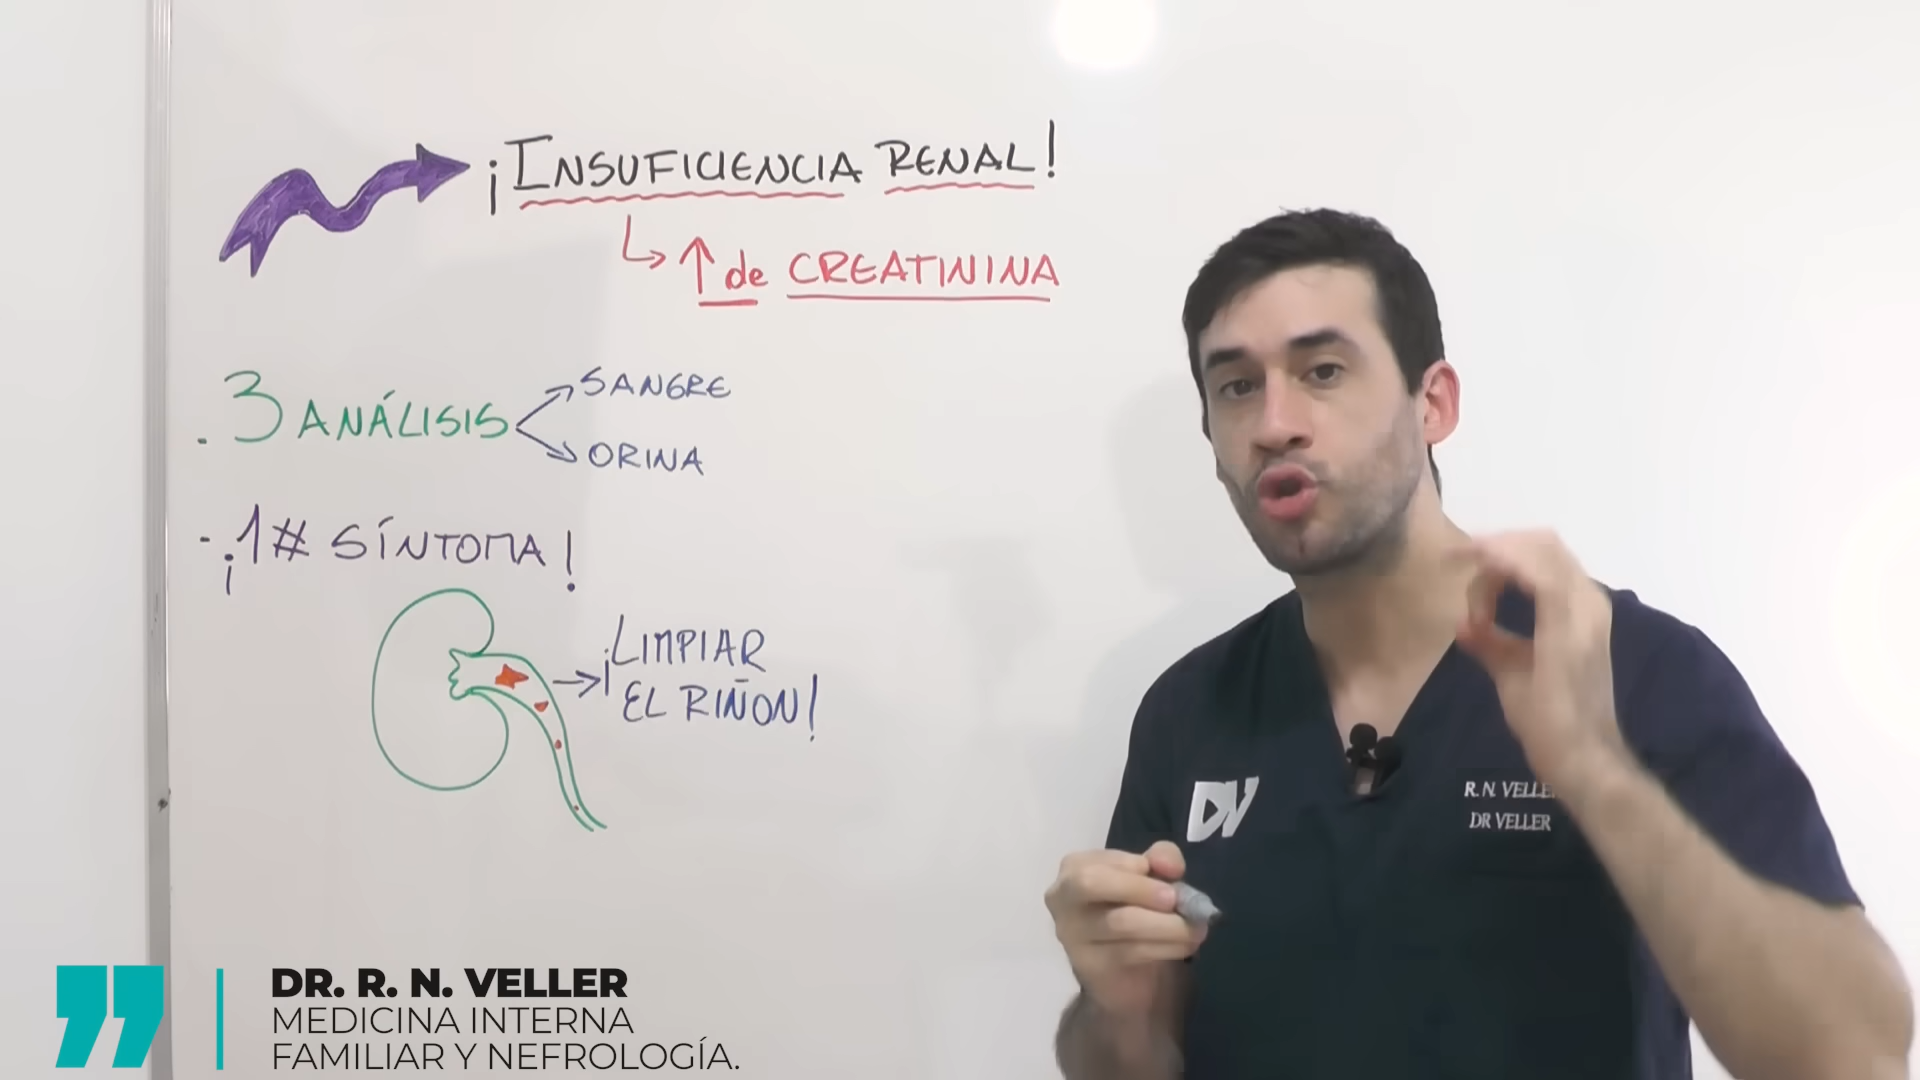 ¡INSUFICIENCIA RENAL!
↑ de CREATININA
. 3 ANÁLISIS
SANGRE
ORINA
- ¡1# SÍNTOMA!
¡LIMPIAR
EL RIÑON!
DV
R. N. VELLE
DR VELLER
DR. R. N. VELLER
MEDICINA INTERNA
FAMILIAR Y NEFROLOGÍA.